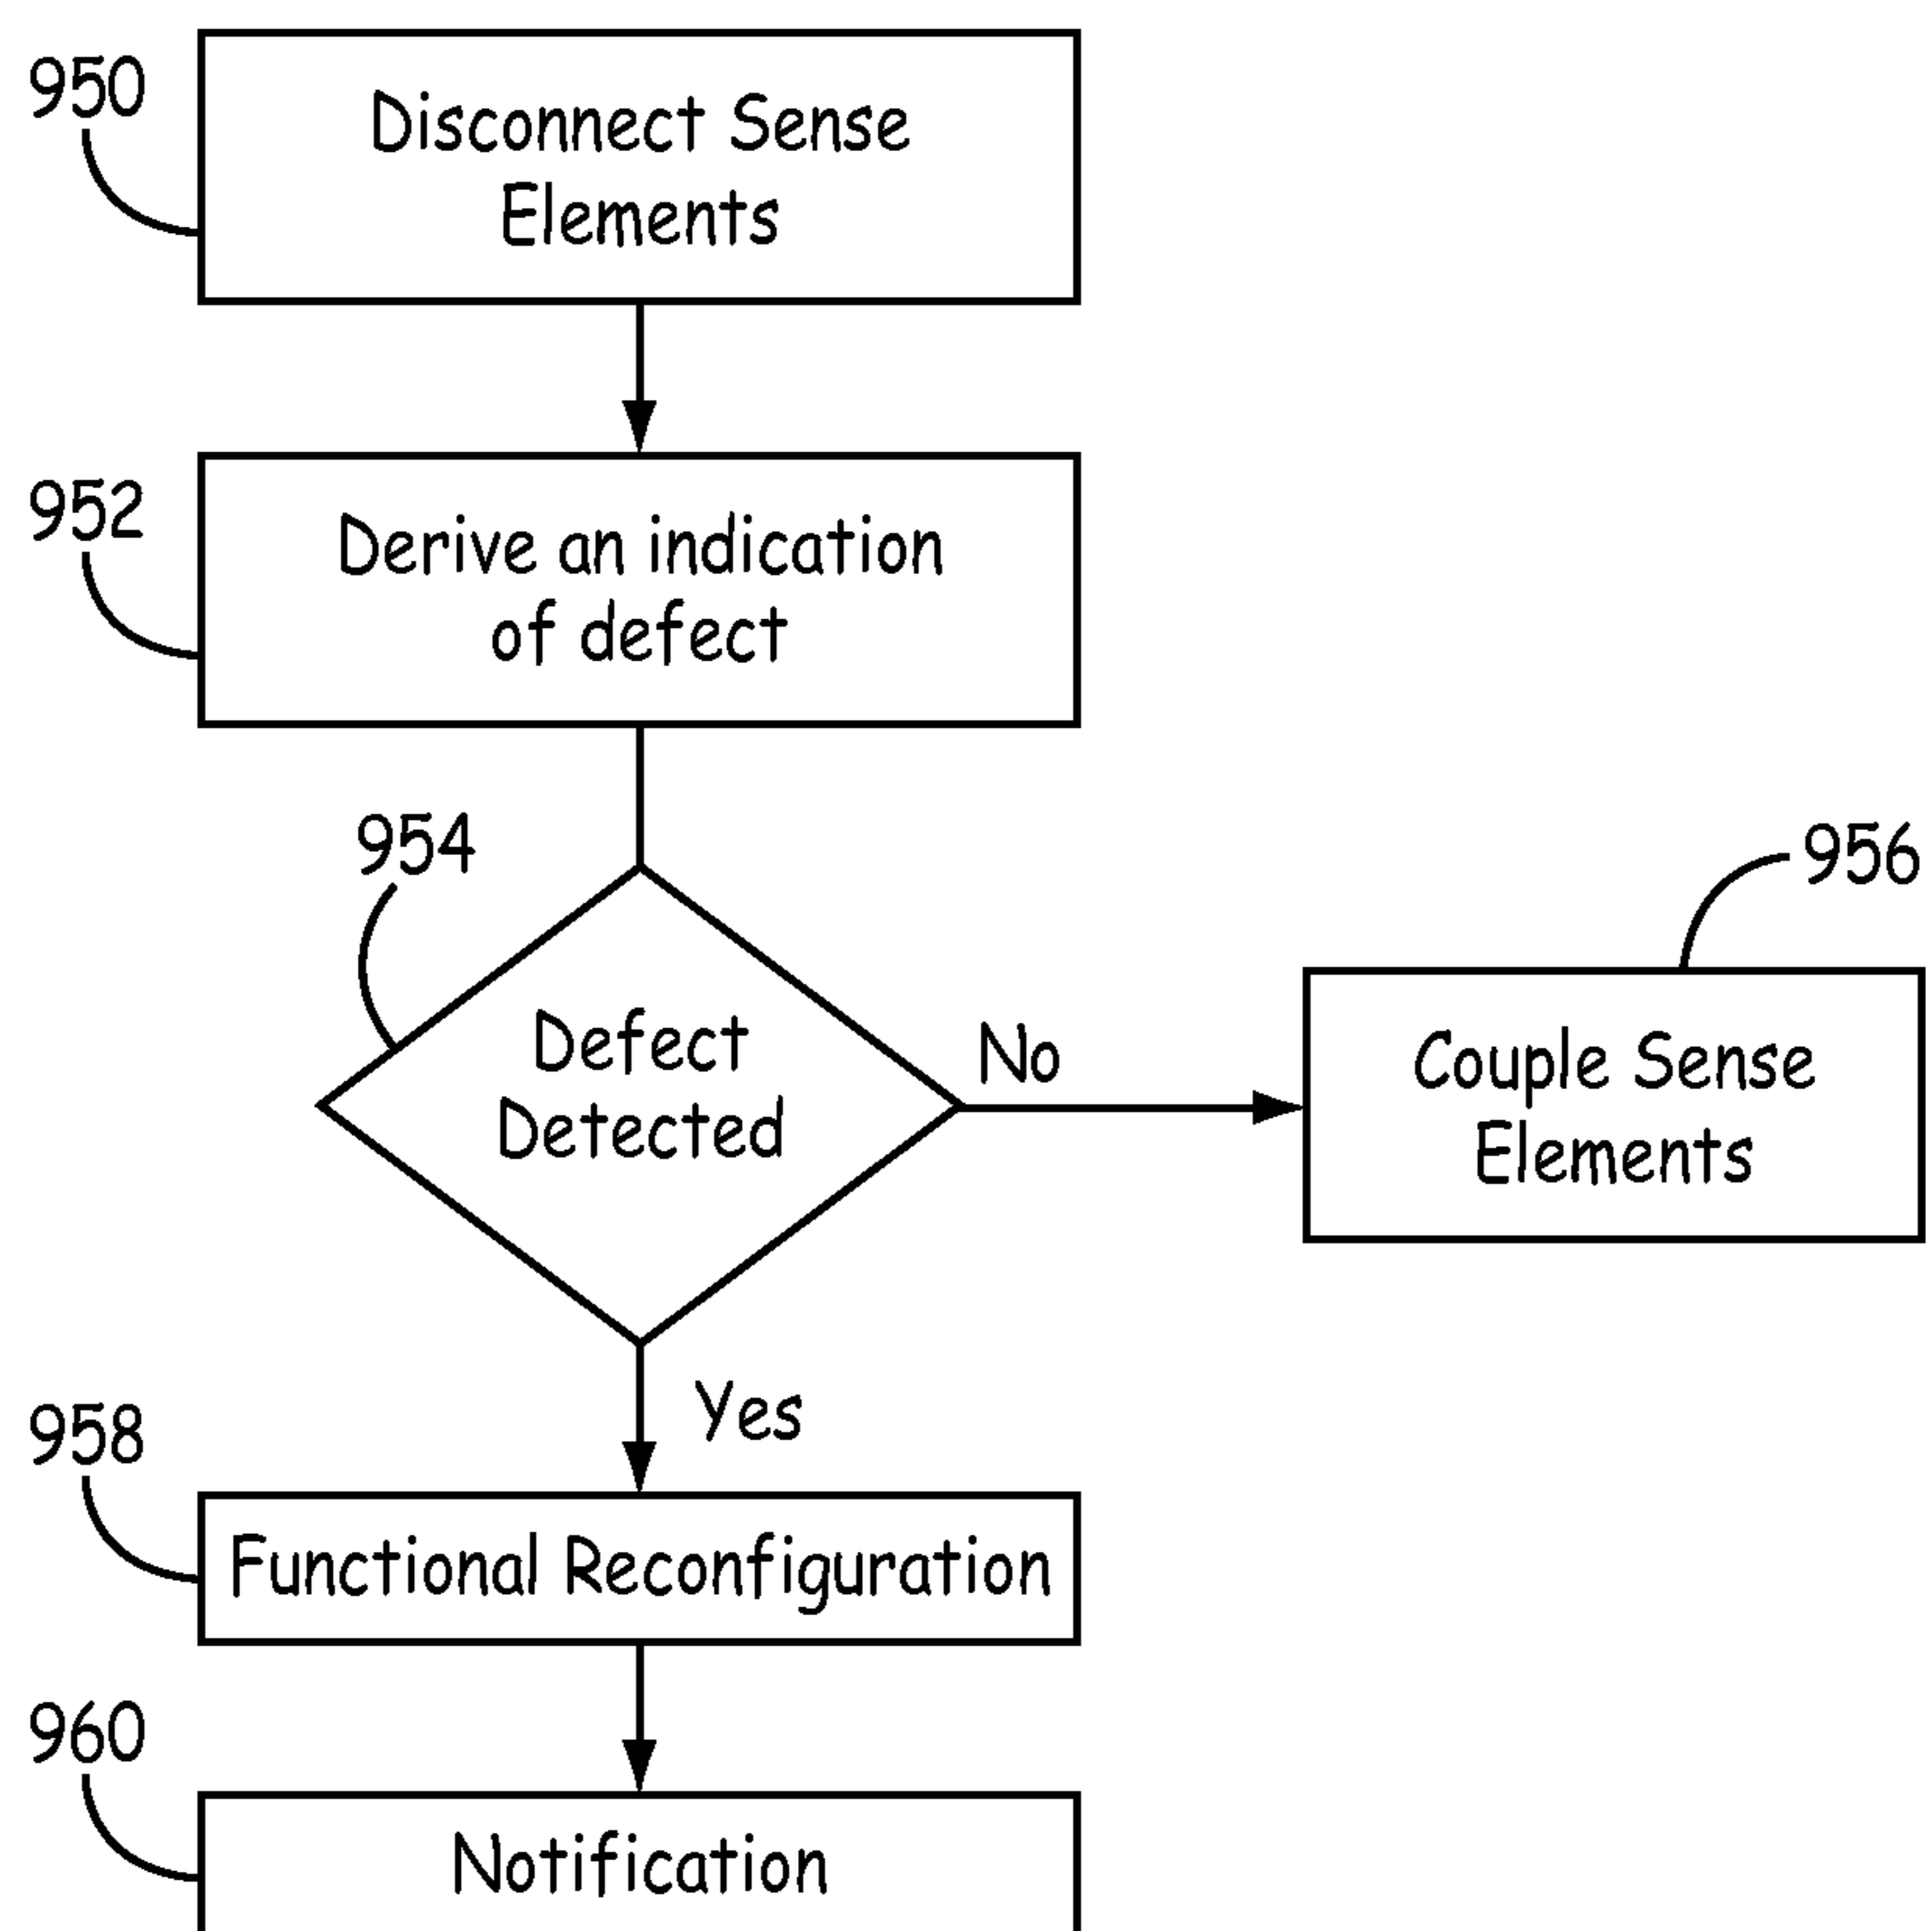 950
Disconnect Sense
Elements
952
Derive an indication
of defect
954
Defect
Detected
No
956
Couple Sense
Elements
Yes
958
Functional Reconfiguration
960
Notification